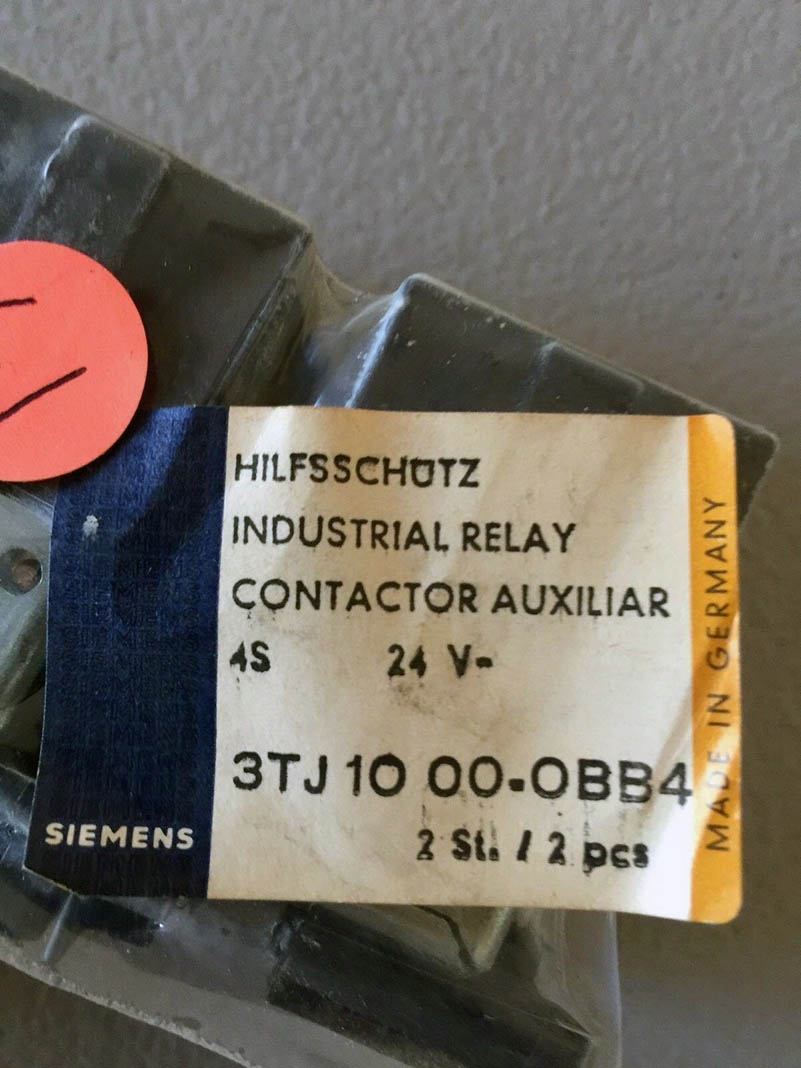 HILFSSCHÜTZ
INDUSTRIAL RELAY
CONTACTOR AUXILIAR
4S 24 V-
3TJ 10 00-0BB4
2 St. / 2 pcs
SIEMENS
MADE IN GERMANY